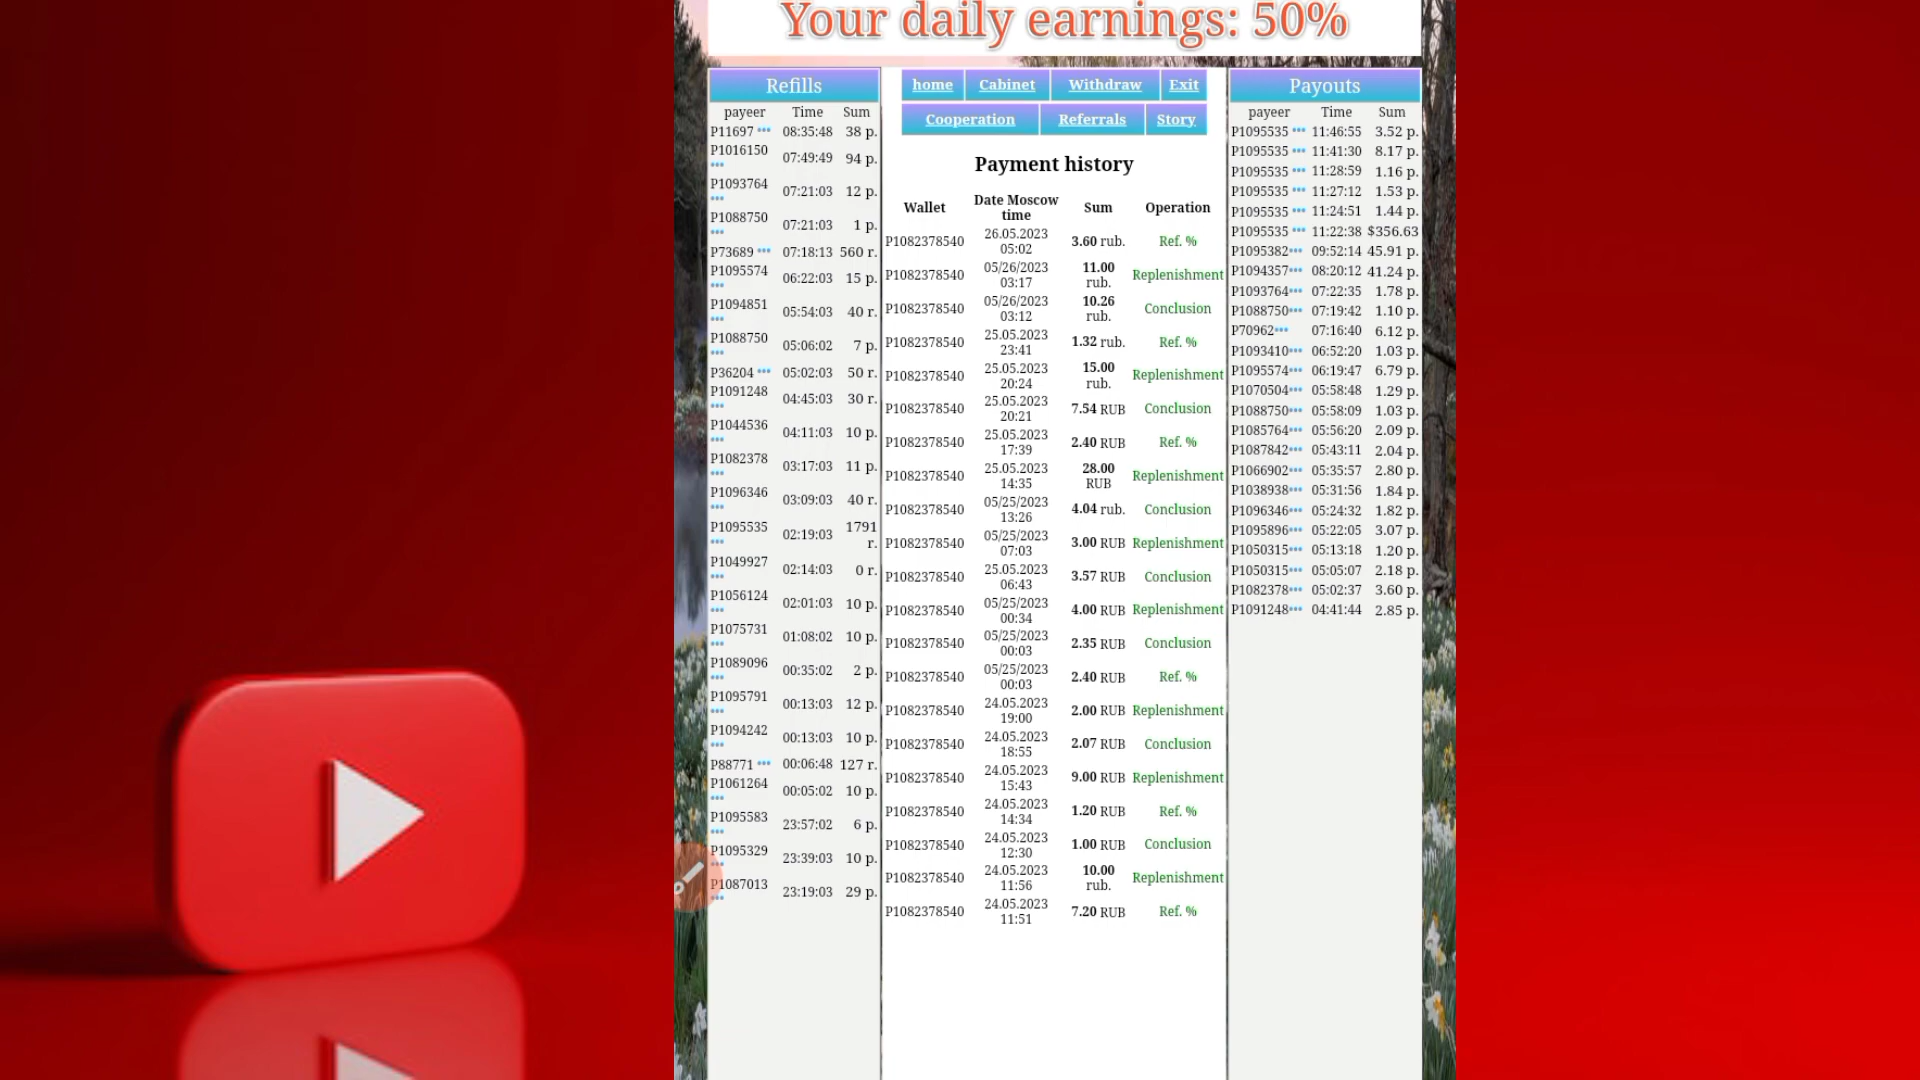 Your daily earnings: 50%
Refills
payeer Time Sum
P11697 ••• 08:35:48 38 p.
P1016150 ••• 07:49:49 94 p.
P1093764 ••• 07:21:03 12 p.
P1088750 ••• 07:21:03 1 p.
P73689 ••• 07:18:13 560 r.
P1095574 ••• 06:22:03 15 p.
P1094851 ••• 05:54:03 40 r.
P1088750 ••• 05:06:02 7 p.
P36204 ••• 05:02:03 50 r.
P1091248 ••• 04:45:03 30 r.
P1044536 ••• 04:11:03 10 p.
P1082378 ••• 03:17:03 11 p.
P1096346 ••• 03:09:03 40 r.
P1095535 ••• 02:19:03 1791 r.
P1049927 ••• 02:14:03 0 r.
P1056124 ••• 02:01:03 10 p.
P1075731 ••• 01:08:02 10 p.
P1089096 ••• 00:35:02 2 p.
P1095791 ••• 00:13:03 12 p.
P1094242 ••• 00:13:03 10 p.
P88771 ••• 00:06:48 127 r.
P1061264 ••• 00:05:02 10 p.
P1095583 ••• 23:57:02 6 p.
P1095329 ••• 23:39:03 10 p.
P1087013 ••• 23:19:03 29 p.
home Cabinet Withdraw Exit
Cooperation Referrals Story
Payment history
Wallet Date Moscow time Sum Operation
P1082378540 26.05.2023 05:02 3.60 rub. Ref. %
P1082378540 05/26/2023 03:17 11.00 rub. Replenishment
P1082378540 05/26/2023 03:12 10.26 rub. Conclusion
P1082378540 25.05.2023 23:41 1.32 rub. Ref. %
P1082378540 25.05.2023 20:24 15.00 rub. Replenishment
P1082378540 25.05.2023 20:21 7.54 RUB Conclusion
P1082378540 25.05.2023 17:39 2.40 RUB Ref. %
P1082378540 25.05.2023 14:35 28.00 RUB Replenishment
P1082378540 05/25/2023 13:26 4.04 rub. Conclusion
P1082378540 05/25/2023 07:03 3.00 RUB Replenishment
P1082378540 25.05.2023 06:43 3.57 RUB Conclusion
P1082378540 05/25/2023 00:34 4.00 RUB Replenishment
P1082378540 05/25/2023 00:03 2.35 RUB Conclusion
P1082378540 05/25/2023 00:03 2.40 RUB Ref. %
P1082378540 24.05.2023 19:00 2.00 RUB Replenishment
P1082378540 24.05.2023 18:55 2.07 RUB Conclusion
P1082378540 24.05.2023 15:43 9.00 RUB Replenishment
P1082378540 24.05.2023 14:34 1.20 RUB Ref. %
P1082378540 24.05.2023 12:30 1.00 RUB Conclusion
P1082378540 24.05.2023 11:56 10.00 rub. Replenishment
P1082378540 24.05.2023 11:51 7.20 RUB Ref. %
Payouts
payeer Time Sum
P1095535 ••• 11:46:55 3.52 p.
P1095535 ••• 11:41:30 8.17 p.
P1095535 ••• 11:28:59 1.16 p.
P1095535 ••• 11:27:12 1.53 p.
P1095535 ••• 11:24:51 1.44 p.
P1095535 ••• 11:22:38 $356.63
P1095382••• 09:52:14 45.91 p.
P1094357••• 08:20:12 41.24 p.
P1093764••• 07:22:35 1.78 p.
P1088750••• 07:19:42 1.10 p.
P70962••• 07:16:40 6.12 p.
P1093410••• 06:52:20 1.03 p.
P1095574••• 06:19:47 6.79 p.
P1070504••• 05:58:48 1.29 p.
P1088750••• 05:58:09 1.03 p.
P1085764••• 05:56:20 2.09 p.
P1087842••• 05:43:11 2.04 p.
P1066902••• 05:35:57 2.80 p.
P1038938••• 05:31:56 1.84 p.
P1096346••• 05:24:32 1.82 p.
P1095896••• 05:22:05 3.07 p.
P1050315••• 05:13:18 1.20 p.
P1050315••• 05:05:07 2.18 p.
P1082378••• 05:02:37 3.60 p.
P1091248••• 04:41:44 2.85 p.